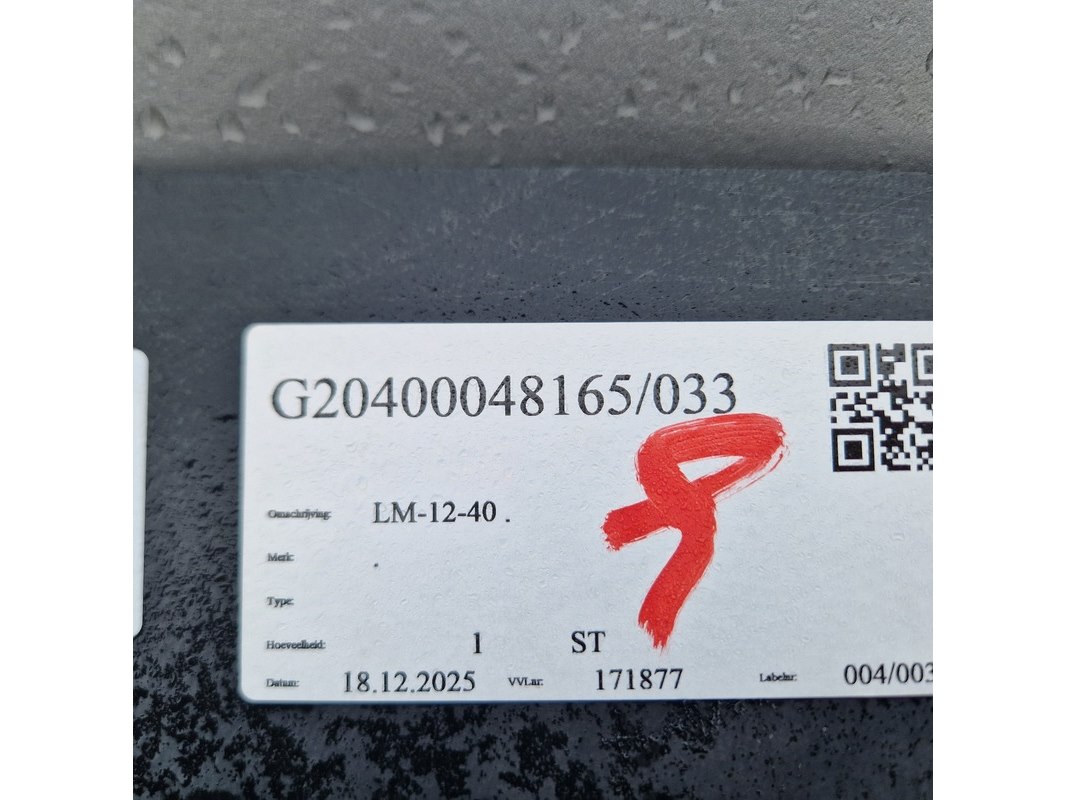 G20400048165/033
Omschrijving: LM-12-40 .
Merk: .
Type:
Hoeveelheid: 1 ST
Datum: 18.12.2025 VVLnr: 171877 Labelnr: 004/003